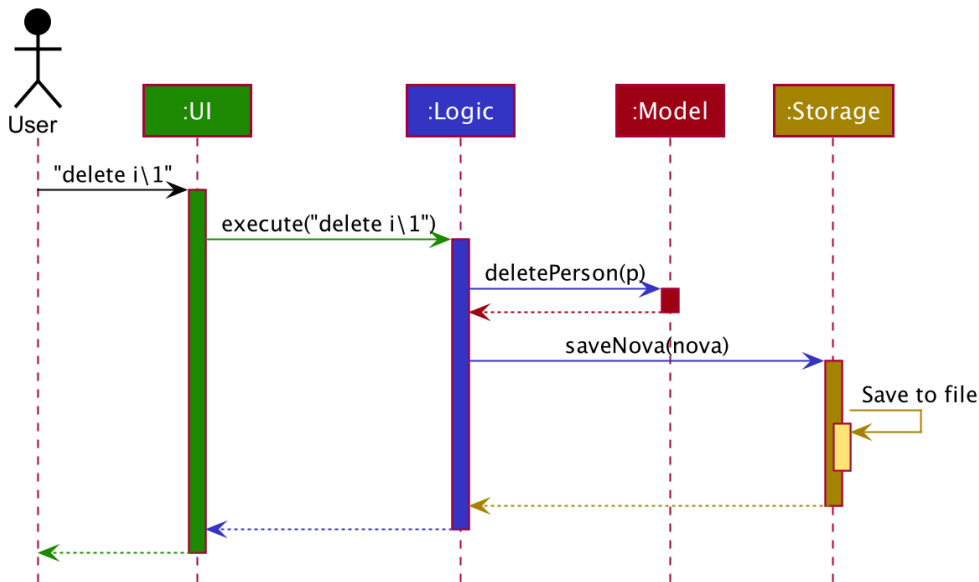 User
:UI
:Logic
:Model
:Storage
"delete i\1"
execute("delete i\1")
deletePerson(p)
saveNova(nova)
Save to file